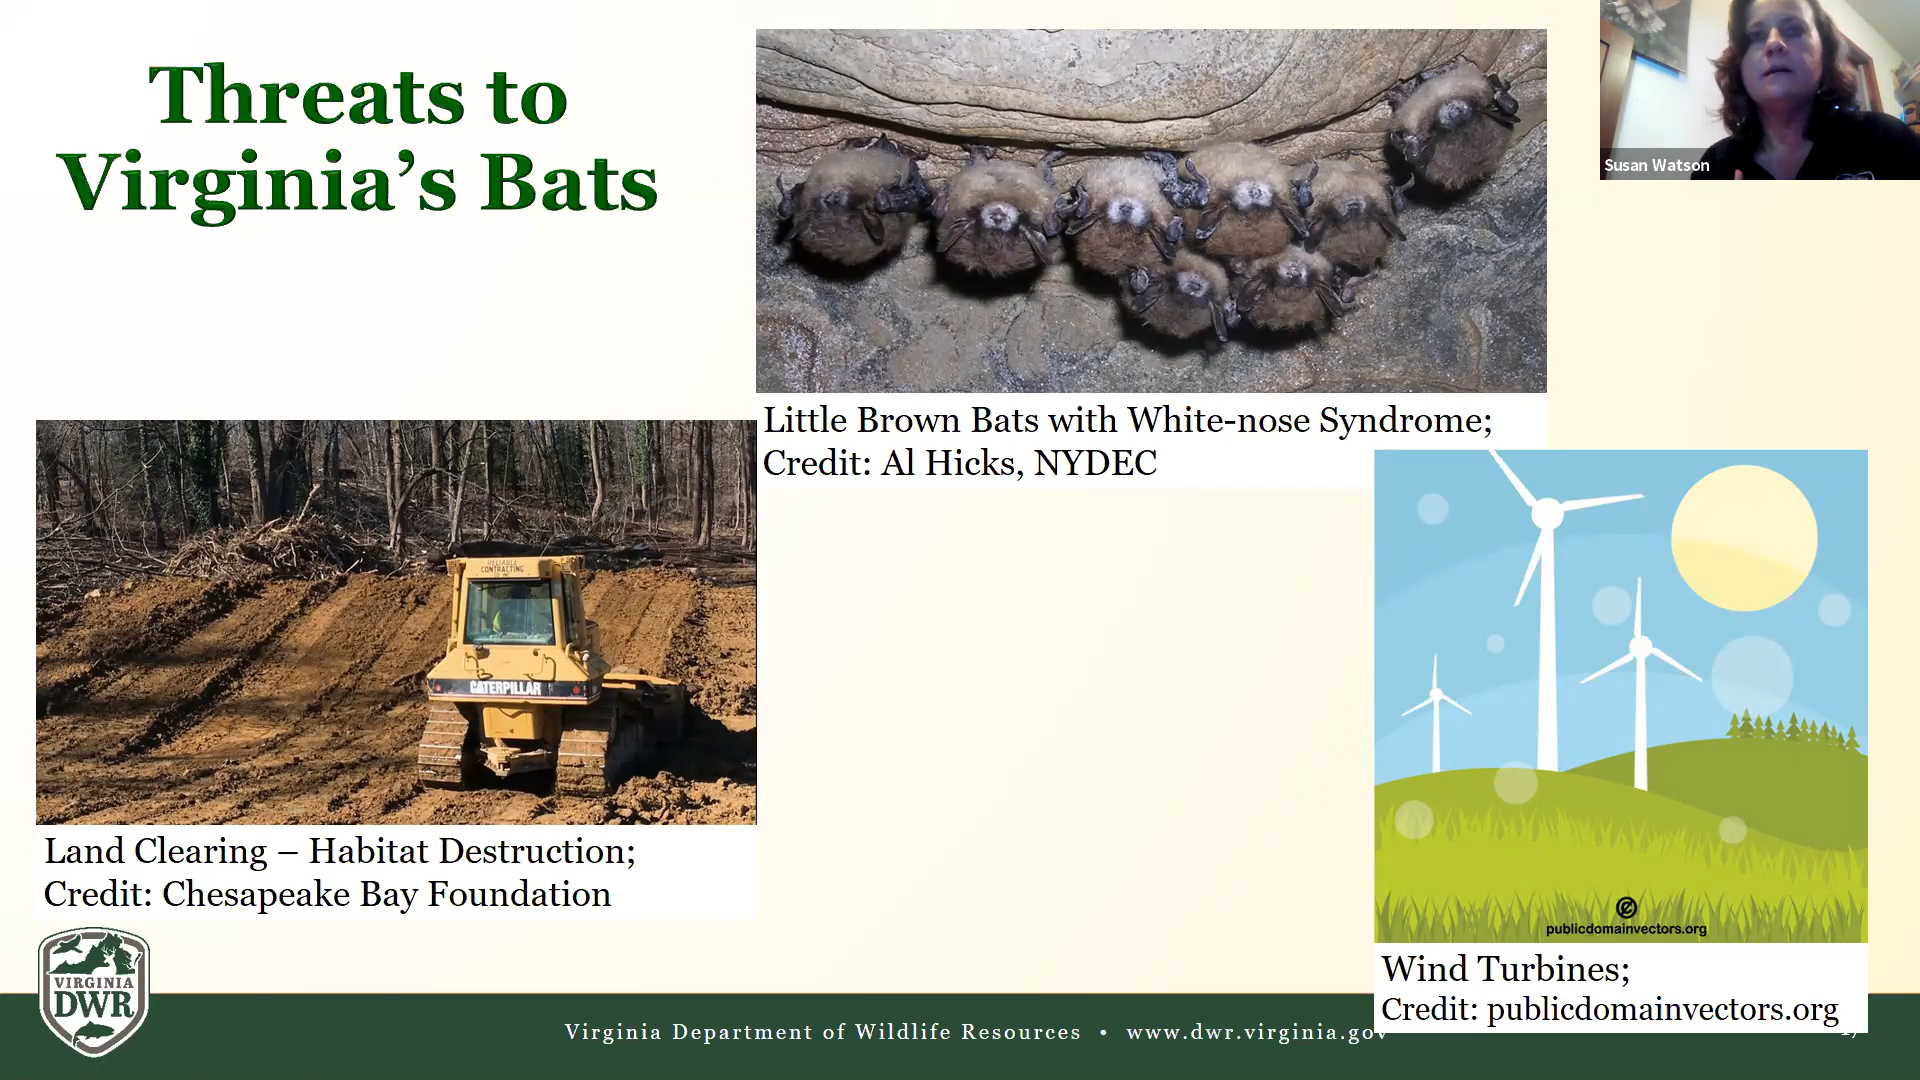 Threats to
Virginia’s Bats
Susan Watson
Little Brown Bats with White-nose Syndrome;
Credit: Al Hicks, NYDEC
RELIABLE
CONTRACTING
CATERPILLAR
Land Clearing – Habitat Destruction;
Credit: Chesapeake Bay Foundation
publicdomainvectors.org
Wind Turbines;
Credit: publicdomainvectors.org
VIRGINIA
DWR
Virginia Department of Wildlife Resources • www.dwr.virginia.gov